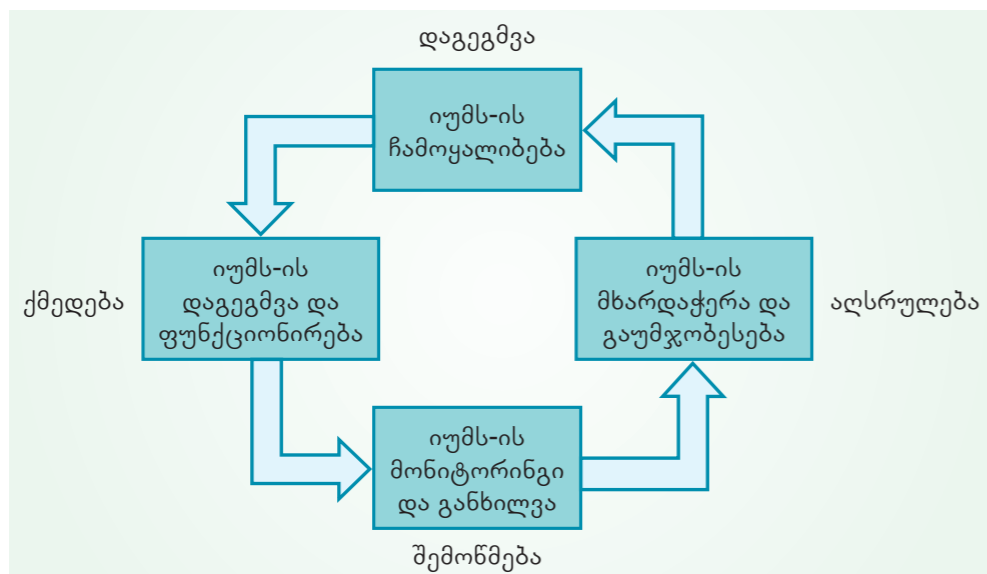 დაგეგმვა
იუმს-ის
ჩამოყალიბება
იუმს-ის
დაგეგმვა და
ფუნქციონირება
ქმედება
იუმს-ის
მხარდაჭერა და
გაუმჯობესება
აღსრულება
იუმს-ის
მონიტორინგი
და განხილვა
შემოწმება